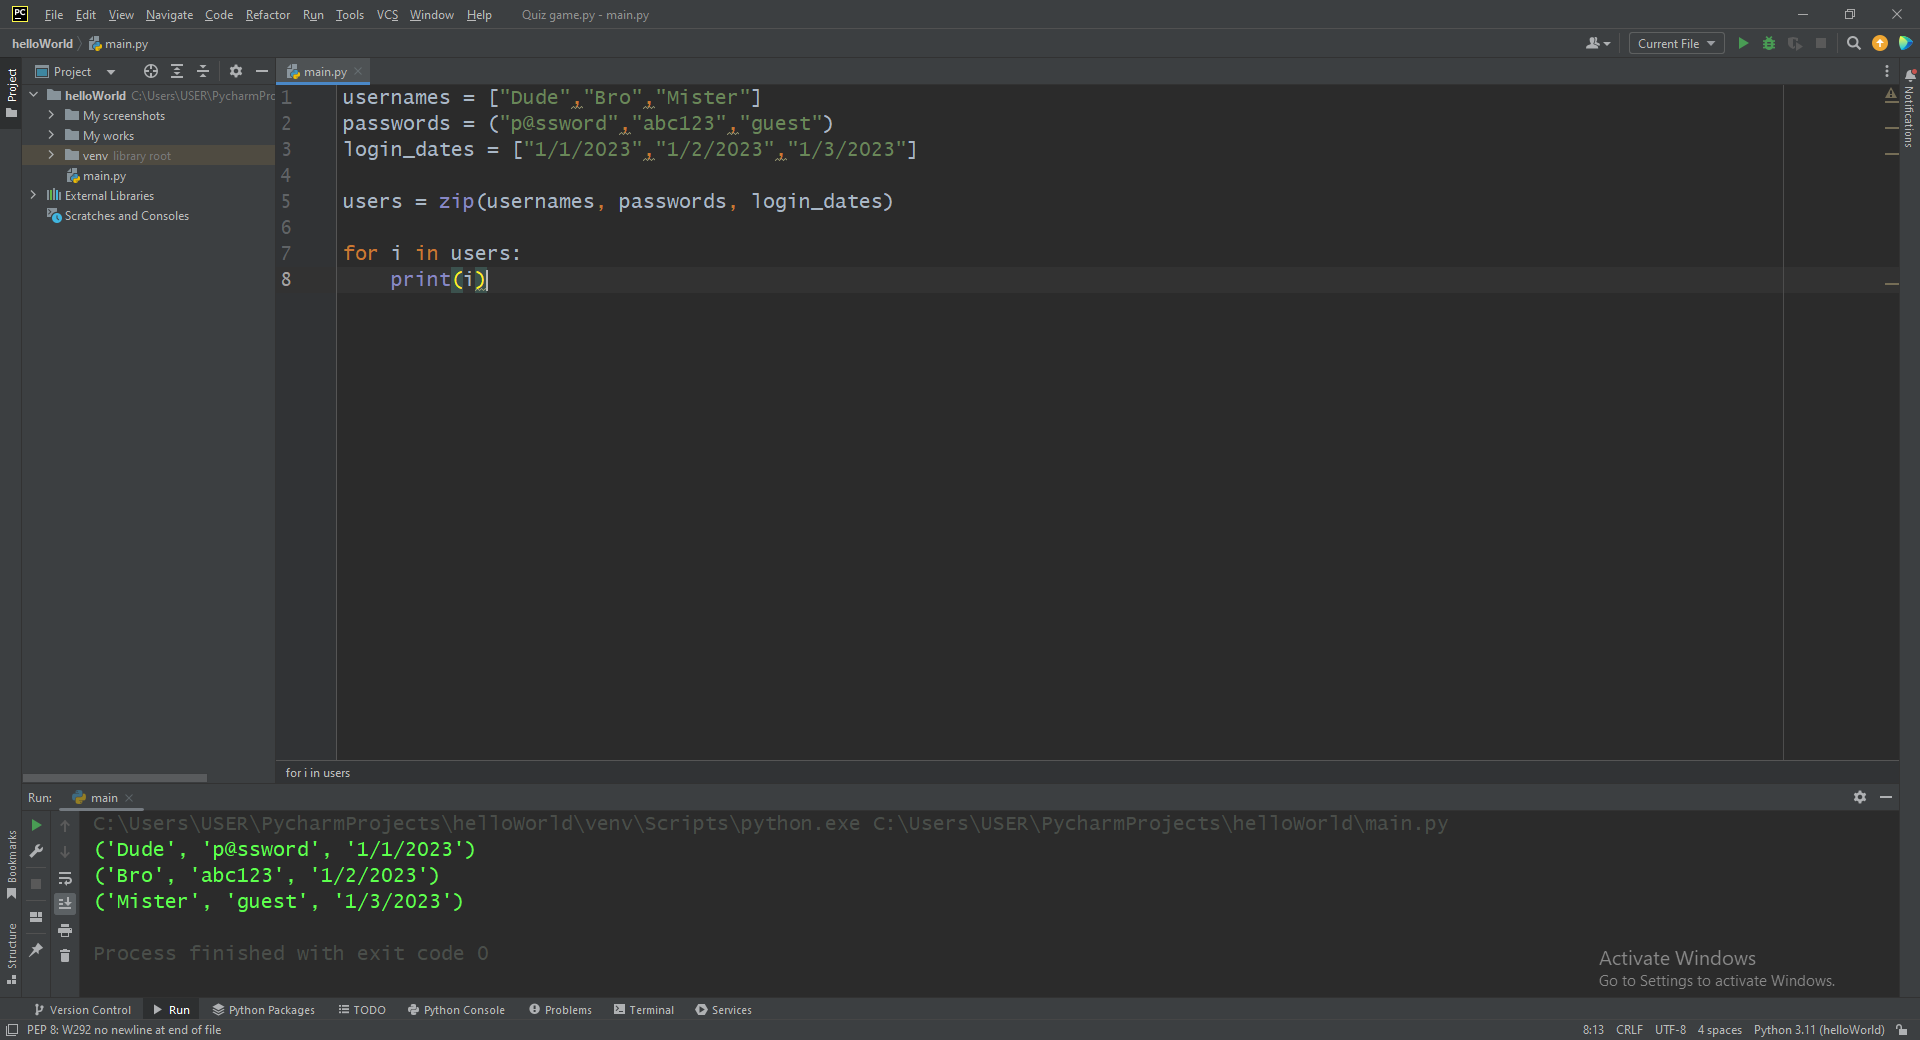 PC File Edit View Navigate Code Refactor Run Tools VCS Window Help Quiz game.py - main.py
helloWorld main.py Current File
Project main.py
Project
helloWorld C:\Users\USER\PycharmPrc
My screenshots
My works
venv library root
main.py
External Libraries
Scratches and Consoles
1 usernames = ["Dude","Bro","Mister"]
2 passwords = ("p@ssword","abc123","guest")
3 login_dates = ["1/1/2023","1/2/2023","1/3/2023"]
4
5 users = zip(usernames, passwords, login_dates)
6
7 for i in users:
8     print(i)
Notifications
for i in users
Run: main
C:\Users\USER\PycharmProjects\helloWorld\venv\Scripts\python.exe C:\Users\USER\PycharmProjects\helloWorld\main.py
('Dude', 'p@ssword', '1/1/2023')
('Bro', 'abc123', '1/2/2023')
('Mister', 'guest', '1/3/2023')
Process finished with exit code 0
Bookmarks
Structure
Activate Windows
Go to Settings to activate Windows.
Version Control Run Python Packages TODO Python Console Problems Terminal Services
PEP 8: W292 no newline at end of file 8:13 CRLF UTF-8 4 spaces Python 3.11 (helloWorld)